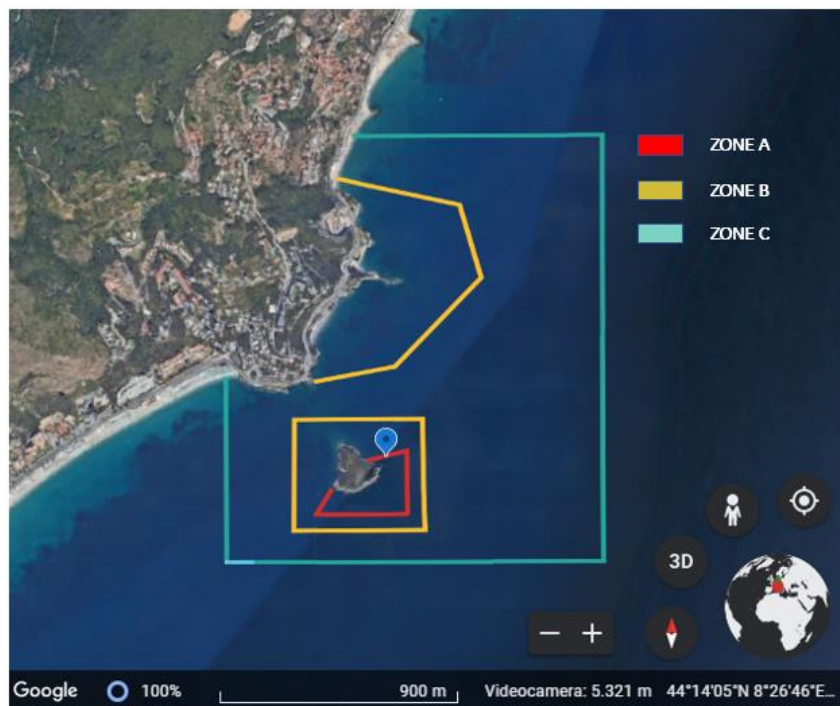 ZONE A
ZONE B
ZONE C
3D
Google 100% 900 m Videocamera: 5.321 m 44°14'05"N 8°26'46"E...